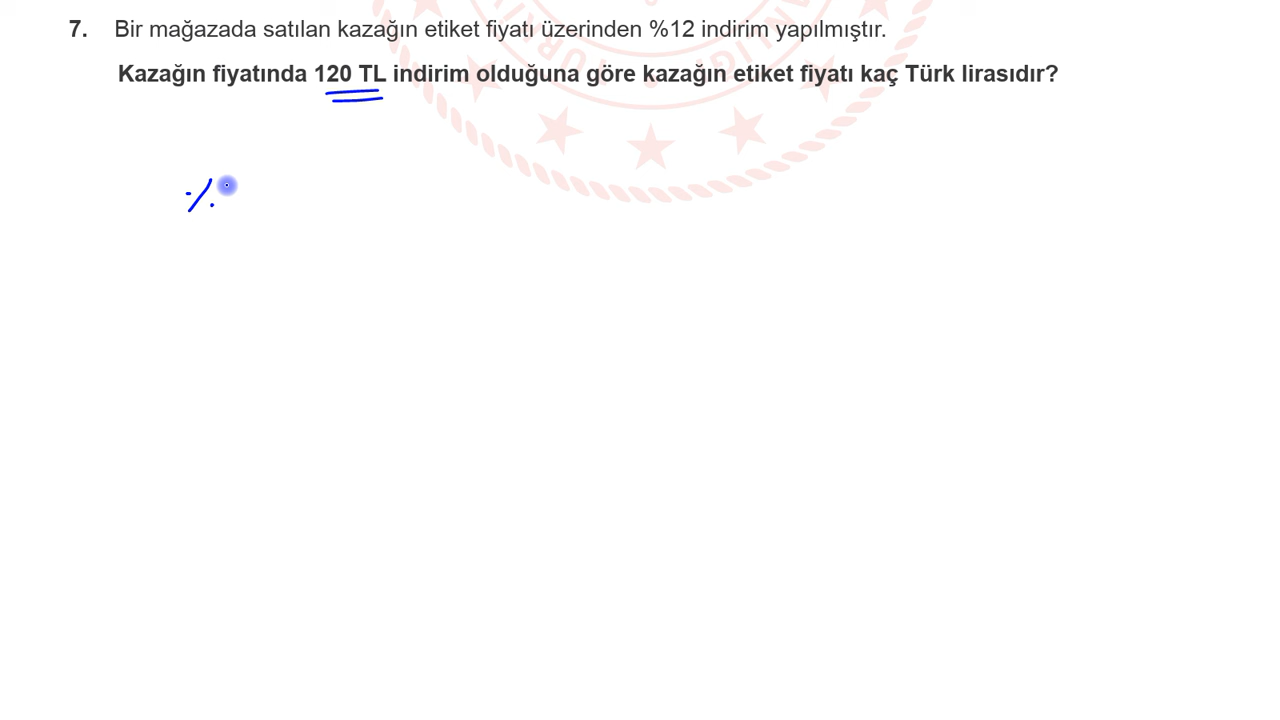 7. Bir mağazada satılan kazağın etiket fiyatı üzerinden %12 indirim yapılmıştır.
Kazağın fiyatında 120 TL indirim olduğuna göre kazağın etiket fiyatı kaç Türk lirasıdır?
%